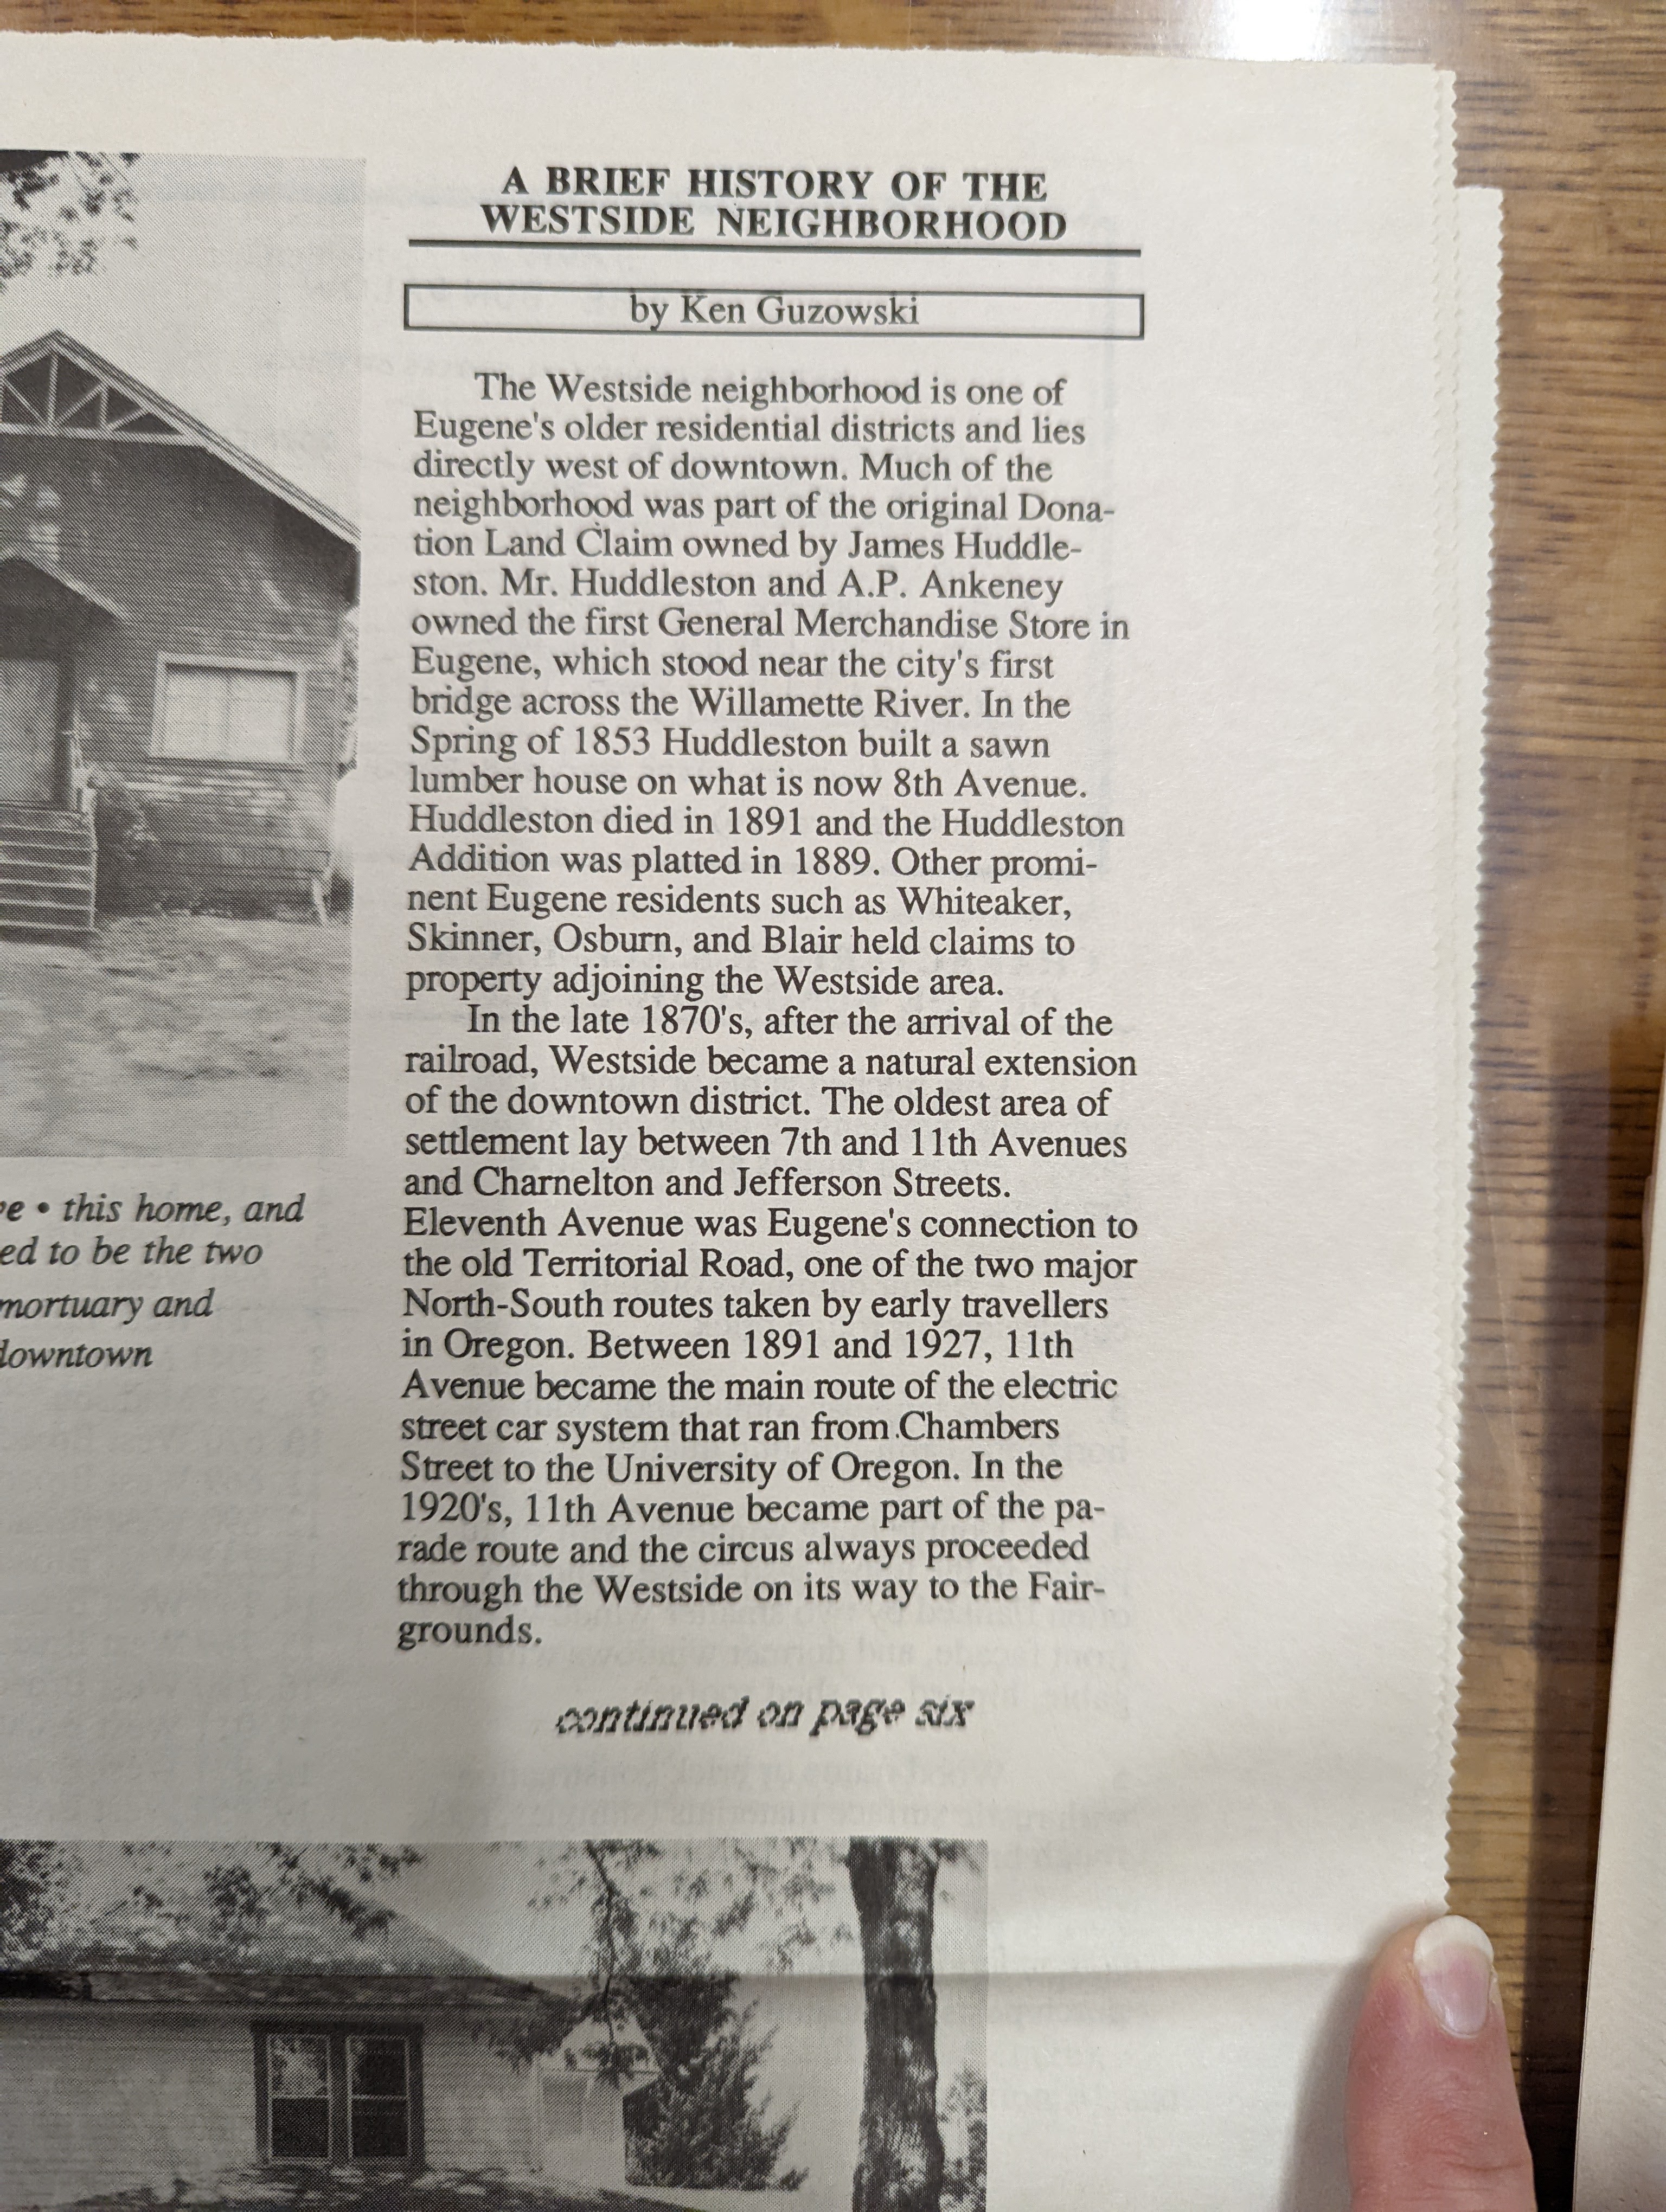 A BRIEF HISTORY OF THE
WESTSIDE NEIGHBORHOOD
by Ken Guzowski
The Westside neighborhood is one of
Eugene's older residential districts and lies
directly west of downtown. Much of the
neighborhood was part of the original Dona-
tion Land Claim owned by James Huddle-
ston. Mr. Huddleston and A.P. Ankeney
owned the first General Merchandise Store in
Eugene, which stood near the city's first
bridge across the Willamette River. In the
Spring of 1853 Huddleston built a sawn
lumber house on what is now 8th Avenue.
Huddleston died in 1891 and the Huddleston
Addition was platted in 1889. Other promi-
nent Eugene residents such as Whiteaker,
Skinner, Osburn, and Blair held claims to
property adjoining the Westside area.
In the late 1870's, after the arrival of the
railroad, Westside became a natural extension
of the downtown district. The oldest area of
settlement lay between 7th and 11th Avenues
and Charnelton and Jefferson Streets.
Eleventh Avenue was Eugene's connection to
the old Territorial Road, one of the two major
North-South routes taken by early travellers
in Oregon. Between 1891 and 1927, 11th
Avenue became the main route of the electric
street car system that ran from Chambers
Street to the University of Oregon. In the
1920's, 11th Avenue became part of the pa-
rade route and the circus always proceeded
through the Westside on its way to the Fair-
grounds.
continued on page six
• this home, and
to be the two
mortuary and
downtown